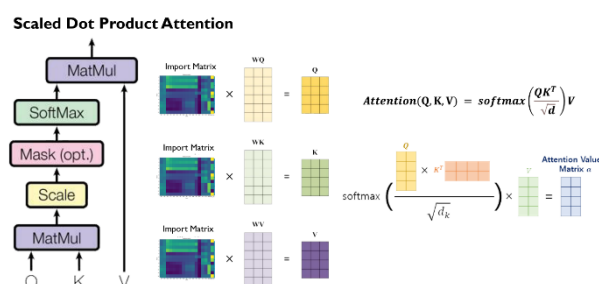 Scaled Dot Product Attention
MatMul
SoftMax
Mask (opt.)
Scale
MatMul
Q K V
Import Matrix
WQ
Q
× =
Import Matrix
WK
K
× =
Import Matrix
WV
V
× =
Attention(Q, K, V) = softmax(QK^T/√d)V
Q
× K^T
softmax
√d_k
× V =
Attention Value
Matrix a